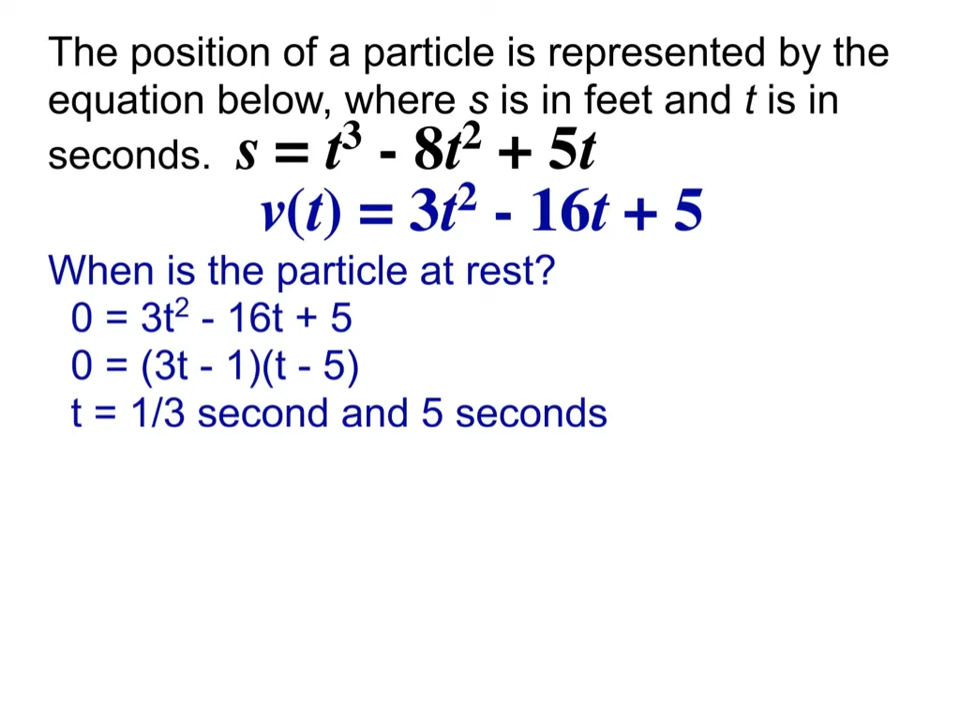 The position of a particle is represented by the
equation below, where s is in feet and t is in
seconds. s = t³ - 8t² + 5t
v(t) = 3t² - 16t + 5
When is the particle at rest?
0 = 3t² - 16t + 5
0 = (3t - 1)(t - 5)
t = 1/3 second and 5 seconds